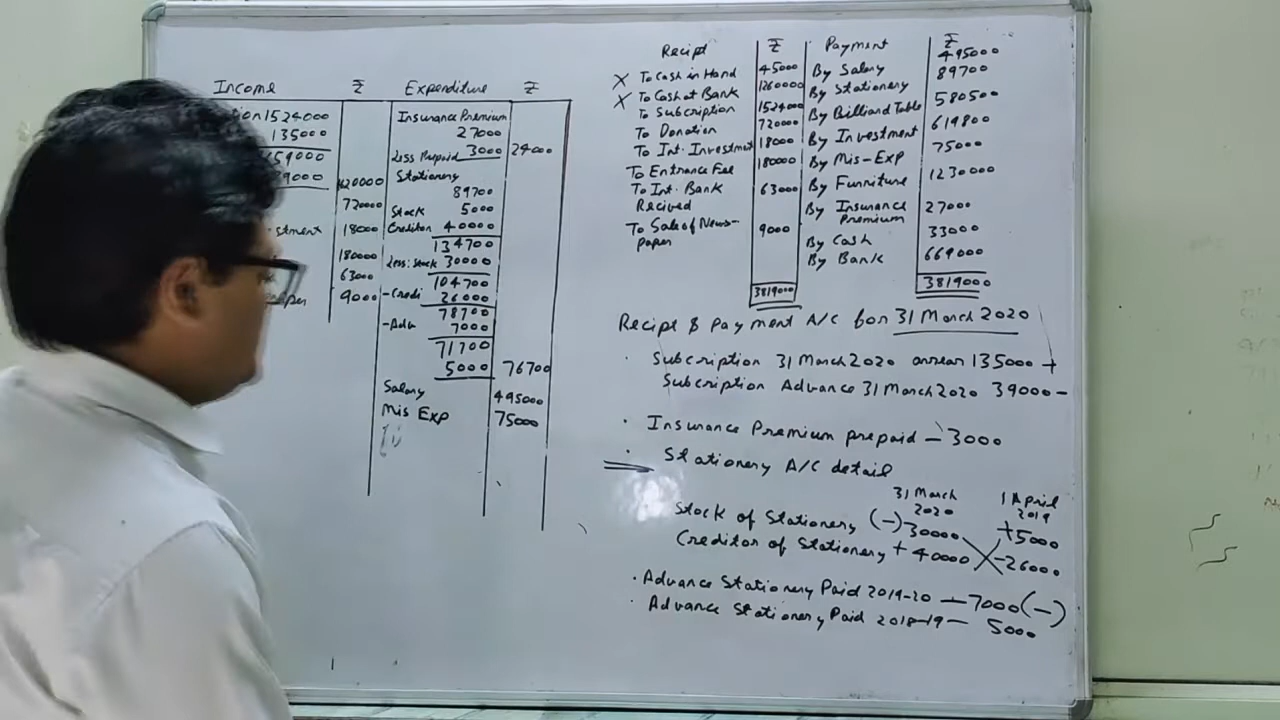 Income ₹ Expenditure ₹
1524000 Insurance Premium
135000 27000
59000 Less Prepaid 3000 24000
9000 1620000 Stationery
89700
72000 Stock 5000
stment 18000 Creditor 40000
134700
180000 Less: Stock 30000
63000 104700
9000 -Credi 26000
78700
-Adv 7000
71700
5000 76700
Salary 495000
Mis Exp 75000
Recipt ₹ Payment ₹
X To Cash in Hand 45000 By Salary 495000
X To Cash at Bank 1260000 By Stationery 89700
To Subscription 1524000 By Billiand Table 580500
To Donation 720000 By Investment 619800
To Int. Investment 18000 By Mis-Exp 75000
To Entrance Fee 180000 By Furniture 1230000
To Int. Bank Recived 63000 By Insurance Premium 27000
To Sale of News-paper 9000 By Cash 33000
By Bank 669000
3819000 3819000
Recipt & Payment A/C for 31 March 2020
· Subscription 31 March 2020 arrear 135000 +
Subscription Advance 31 March 2020 39000 -
· Insurance Premium prepaid - 3000
· Stationery A/C detail
31 March 2020 1 April 2019
Stock of Stationery (-) 30000 +5000
Creditor of Stationery + 40000 -26000
· Advance Stationery Paid 2019-20 - 7000 (-)
· Advance Stationery Paid 2018-19 - 5000